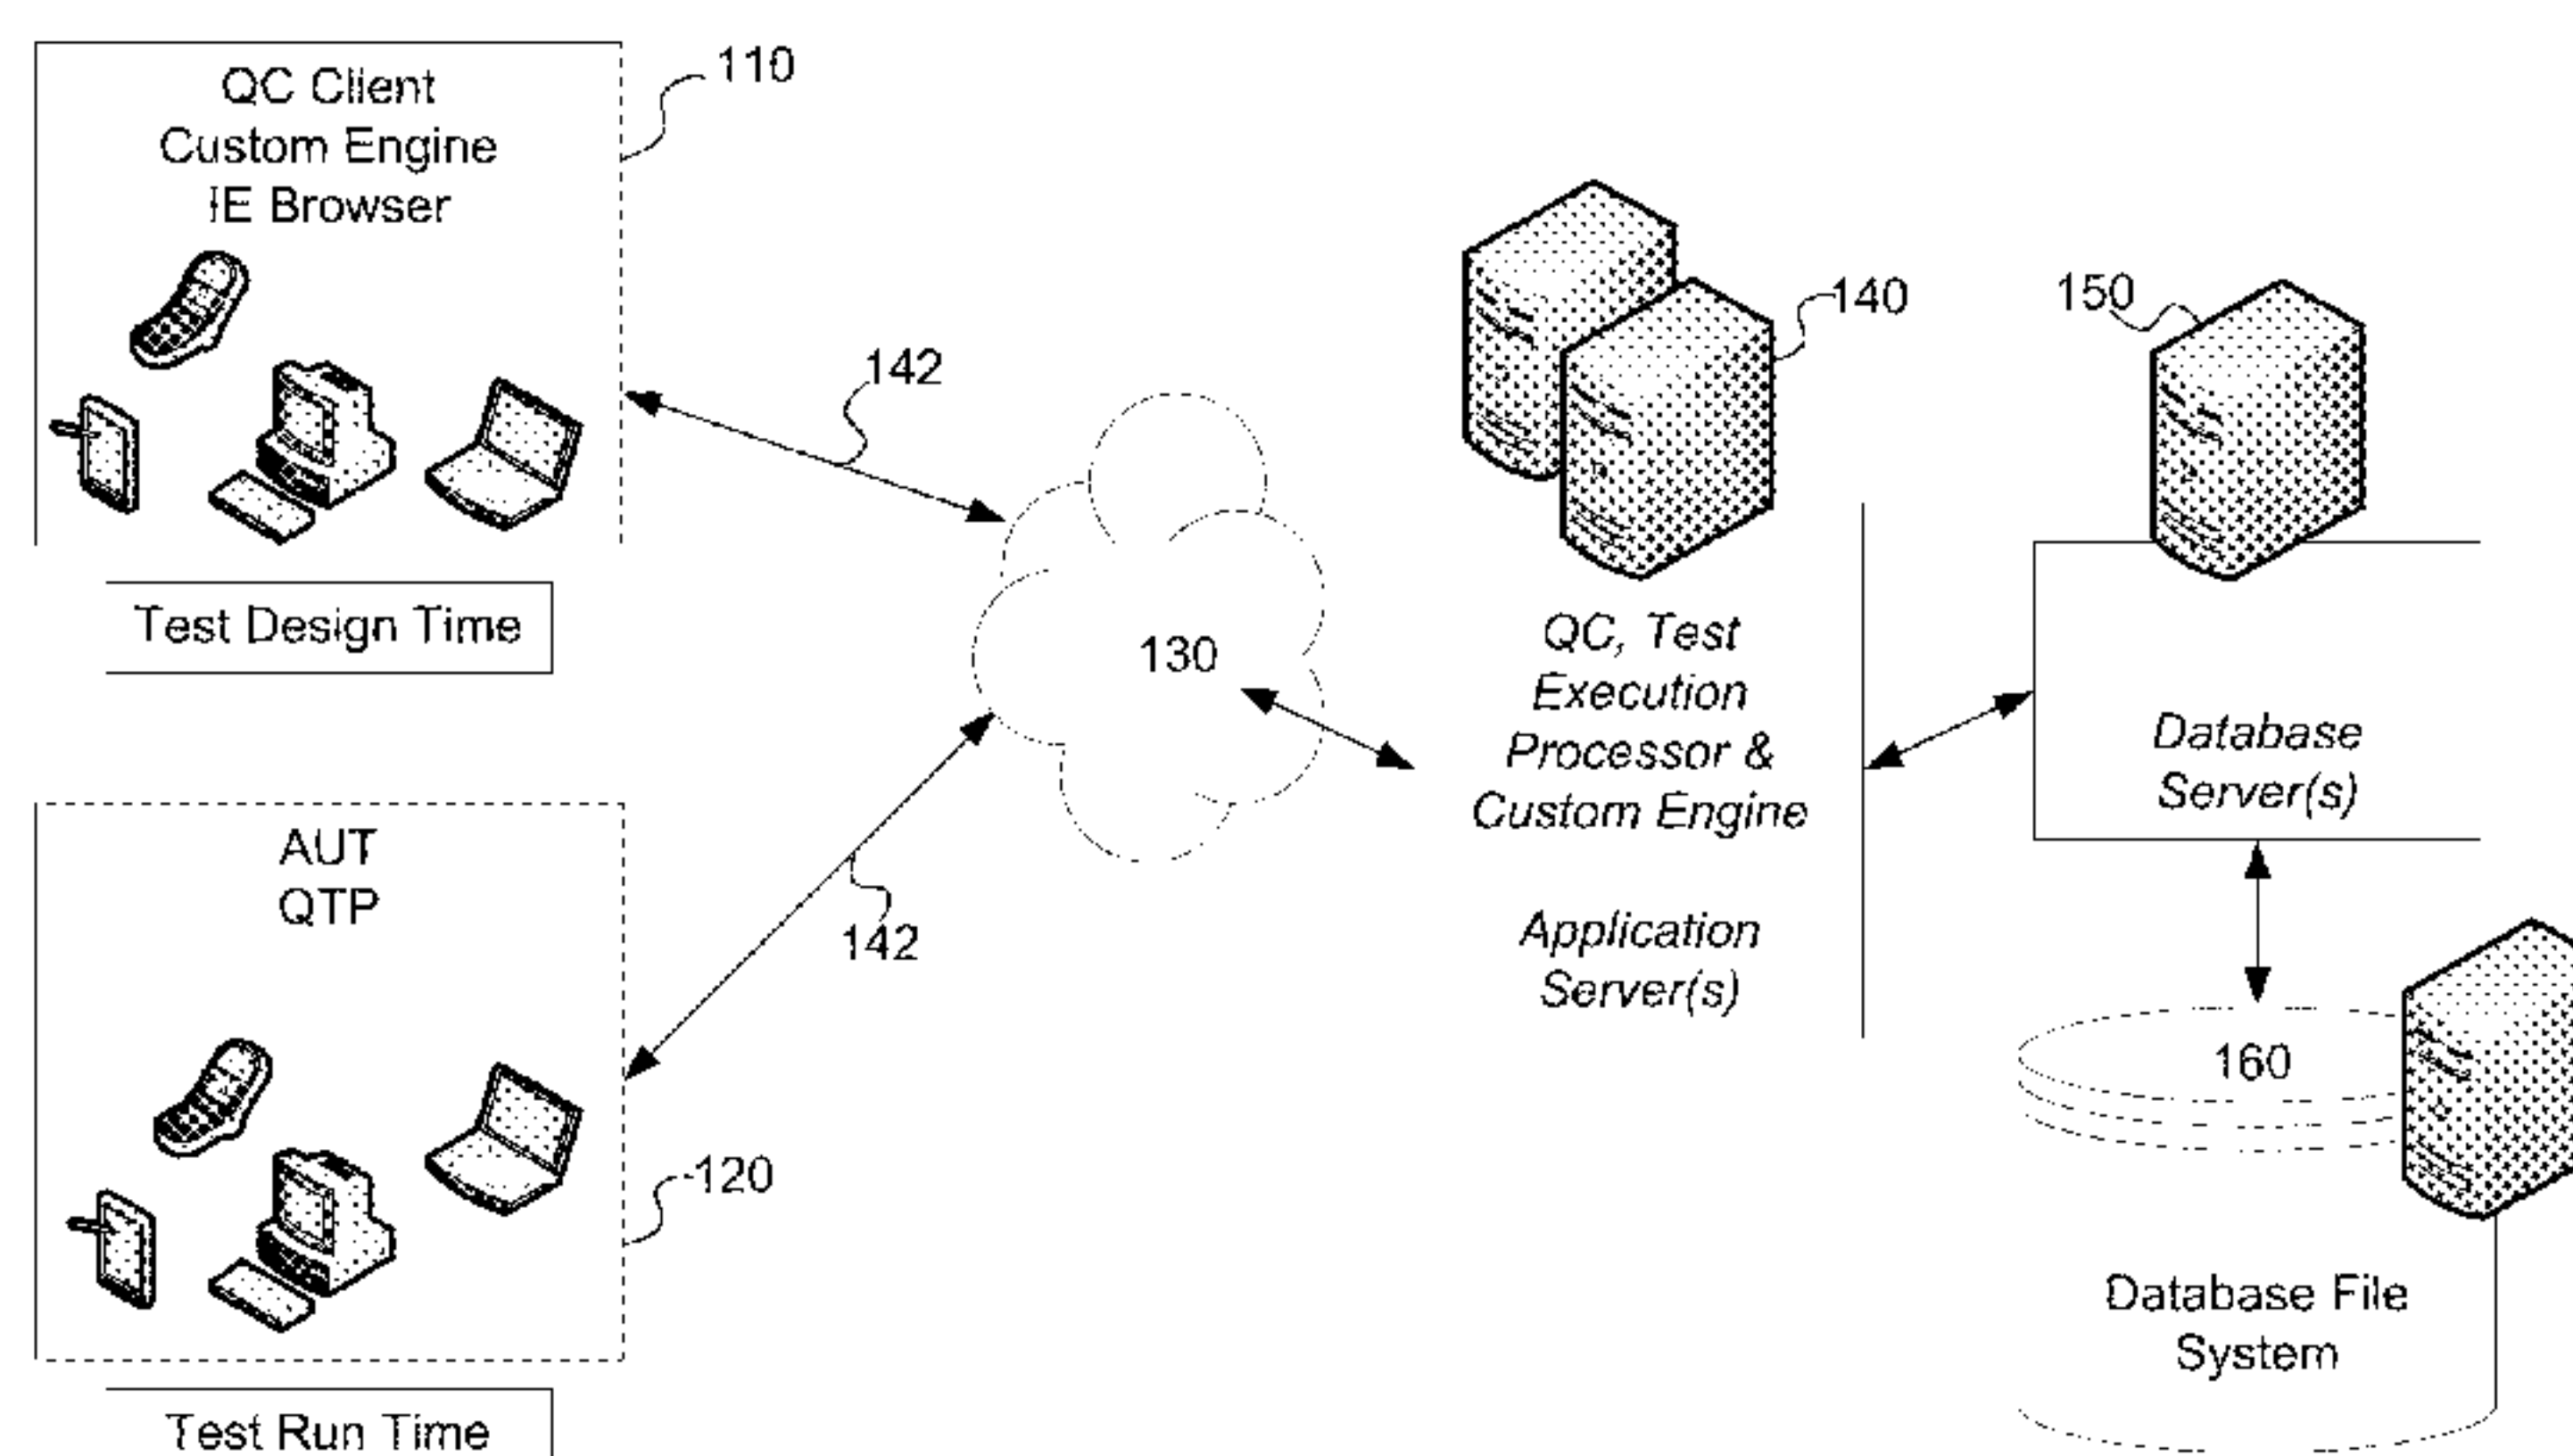 QC Client
Custom Engine
IE Browser
110
Test Design Time
142
130
142
AUT
QTP
120
Test Run Time
140
QC, Test
Execution
Processor &
Custom Engine
Application
Server(s)
150
Database
Server(s)
160
Database File
System